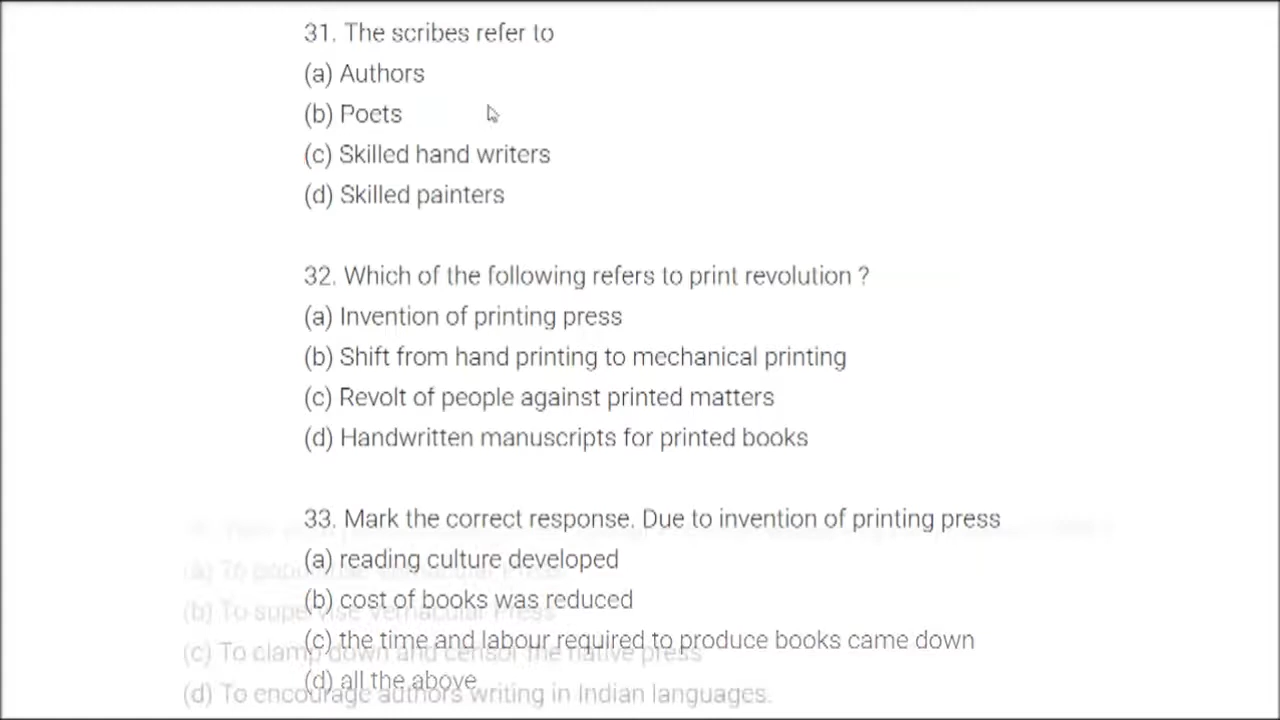 31. The scribes refer to
(a) Authors
(b) Poets
(c) Skilled hand writers
(d) Skilled painters
32. Which of the following refers to print revolution ?
(a) Invention of printing press
(b) Shift from hand printing to mechanical printing
(c) Revolt of people against printed matters
(d) Handwritten manuscripts for printed books
33. Mark the correct response. Due to invention of printing press
(a) reading culture developed
(a) To Vernacular Press
(b) cost of books was reduced
(b) To supervise Vernacular Press
(c) the time and labour required to produce books came down
(c) To clamp down and censor the native press
(d) all the above
(d) To encourage authors writing in Indian languages.